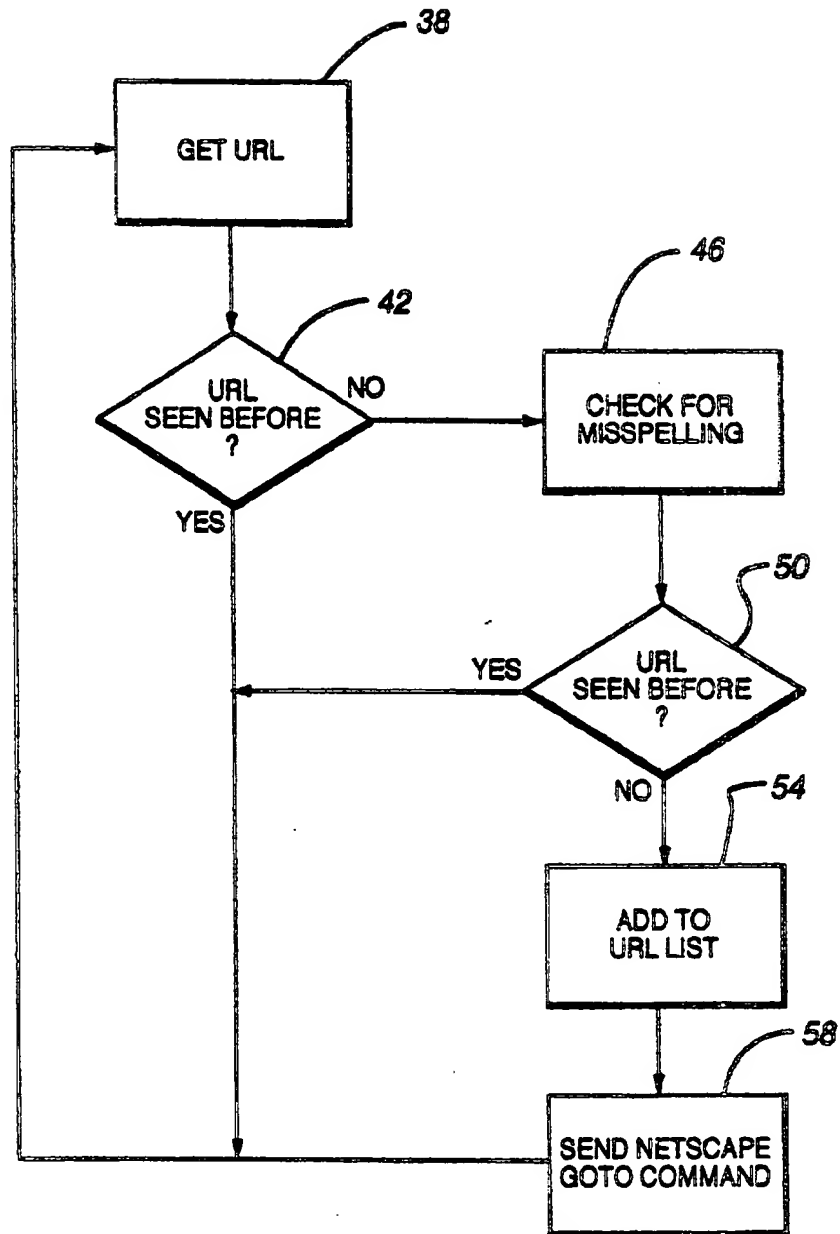 38
GET URL
42
URL
SEEN BEFORE
?
NO
YES
46
CHECK FOR
MISSPELLING
50
URL
SEEN BEFORE
?
YES
NO
54
ADD TO
URL LIST
58
SEND NETSCAPE
GOTO COMMAND